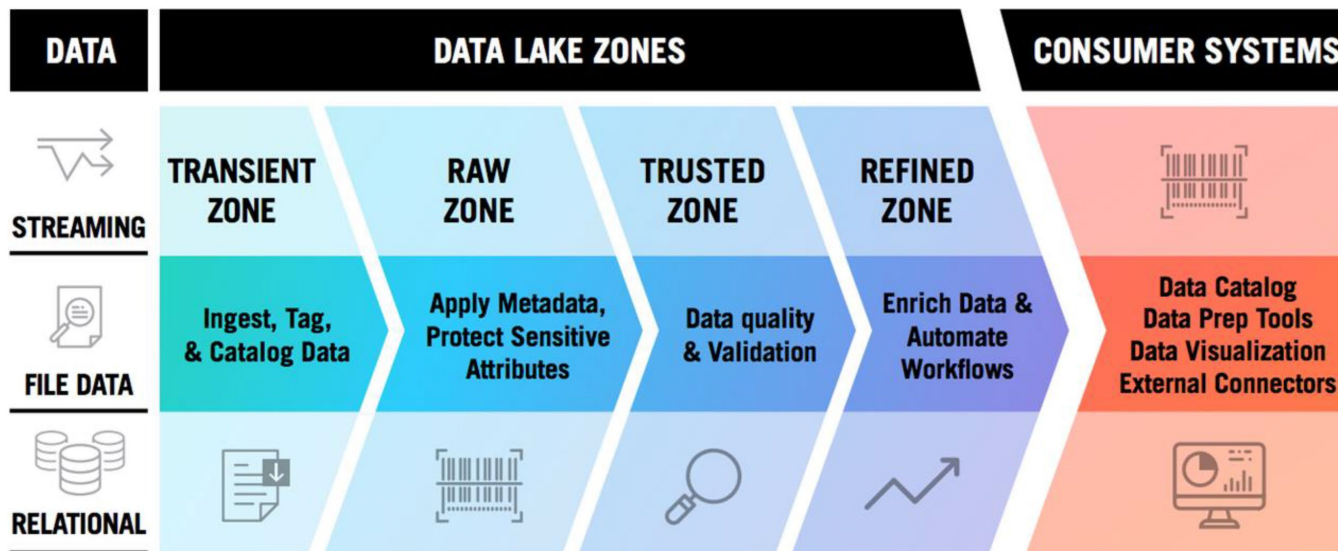 DATA
DATA LAKE ZONES
CONSUMER SYSTEMS
STREAMING
FILE DATA
RELATIONAL
TRANSIENT
ZONE
Ingest, Tag,
& Catalog Data
RAW
ZONE
Apply Metadata,
Protect Sensitive
Attributes
TRUSTED
ZONE
Data quality
& Validation
REFINED
ZONE
Enrich Data &
Automate
Workflows
Data Catalog
Data Prep Tools
Data Visualization
External Connectors